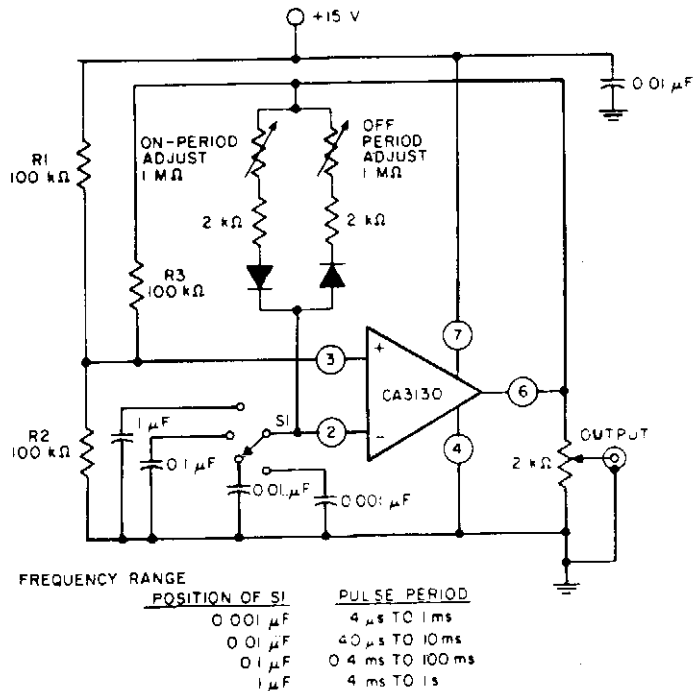 +15 V
0.01 µF
ON-PERIOD
ADJUST
1 MΩ
OFF
PERIOD
ADJUST
1 MΩ
R1
100 kΩ
2 kΩ
2 kΩ
R3
100 kΩ
7
3
+
CA3130
6
1 µF
S1
2
-
4
OUTPUT
R2
100 kΩ
0.1 µF
0.01 µF
0.001 µF
2 kΩ
FREQUENCY RANGE
POSITION OF S1 PULSE PERIOD
0.001 µF 4 µs TO 1 ms
0.01 µF 40 µs TO 10 ms
0.1 µF 0.4 ms TO 100 ms
1 µF 4 ms TO 1 s